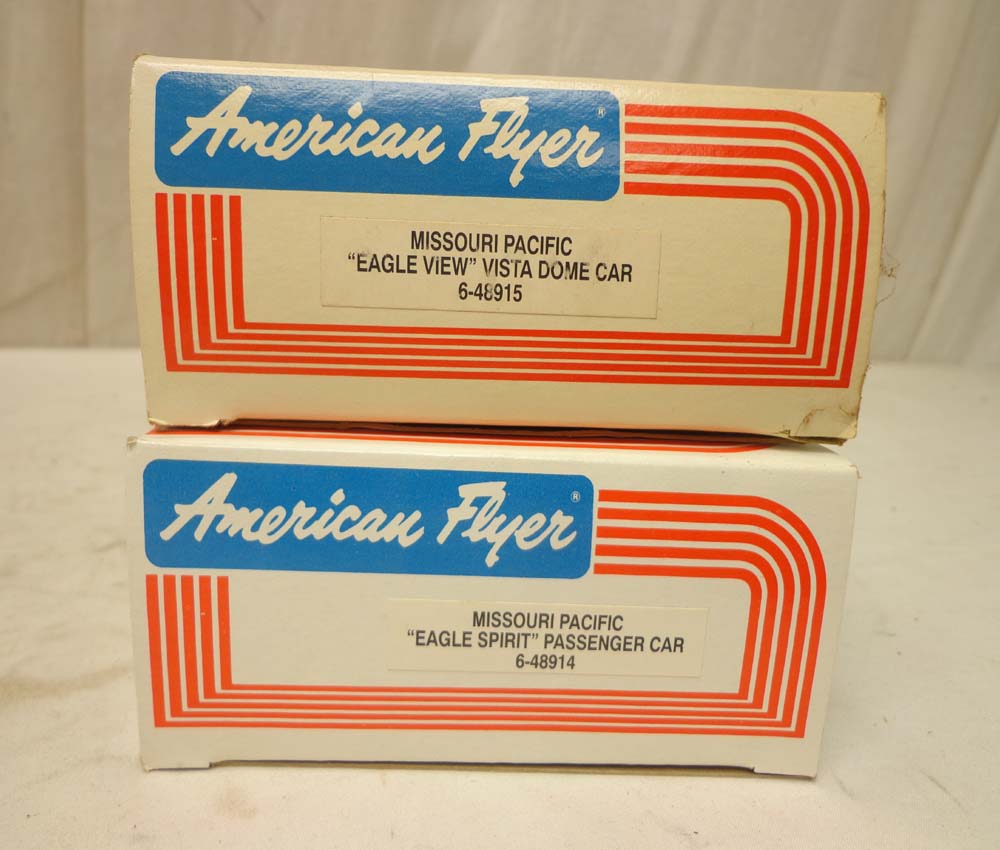 American Flyer®
MISSOURI PACIFIC
“EAGLE VIEW” VISTA DOME CAR
6-48915
American Flyer®
MISSOURI PACIFIC
“EAGLE SPIRIT” PASSENGER CAR
6-48914